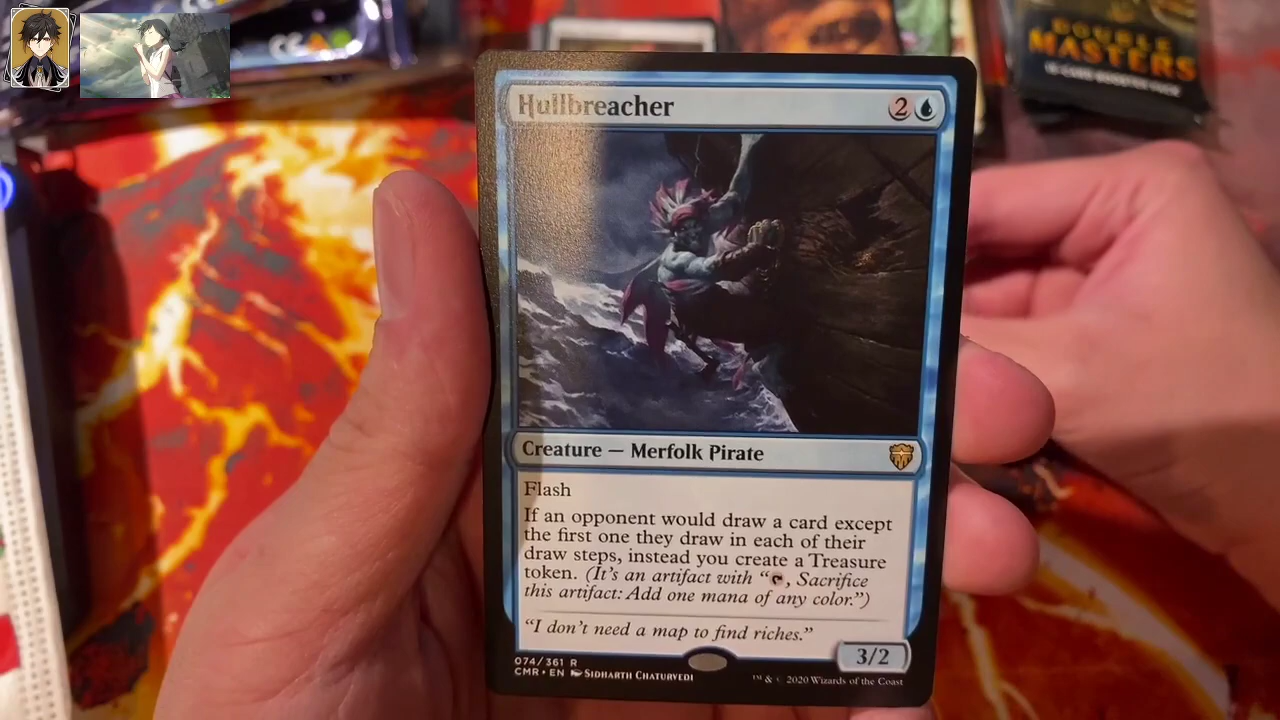 DOUBLE
MASTERS
Hullbreacher
2
Creature — Merfolk Pirate
Flash
If an opponent would draw a card except
the first one they draw in each of their
draw steps, instead you create a Treasure
token. (It's an artifact with “, Sacrifice
this artifact: Add one mana of any color.”)
“I don't need a map to find riches.”
3/2
074/361 R
CMR • EN SIDHARTH CHATURVEDI
™ & © 2020 Wizards of the Coast